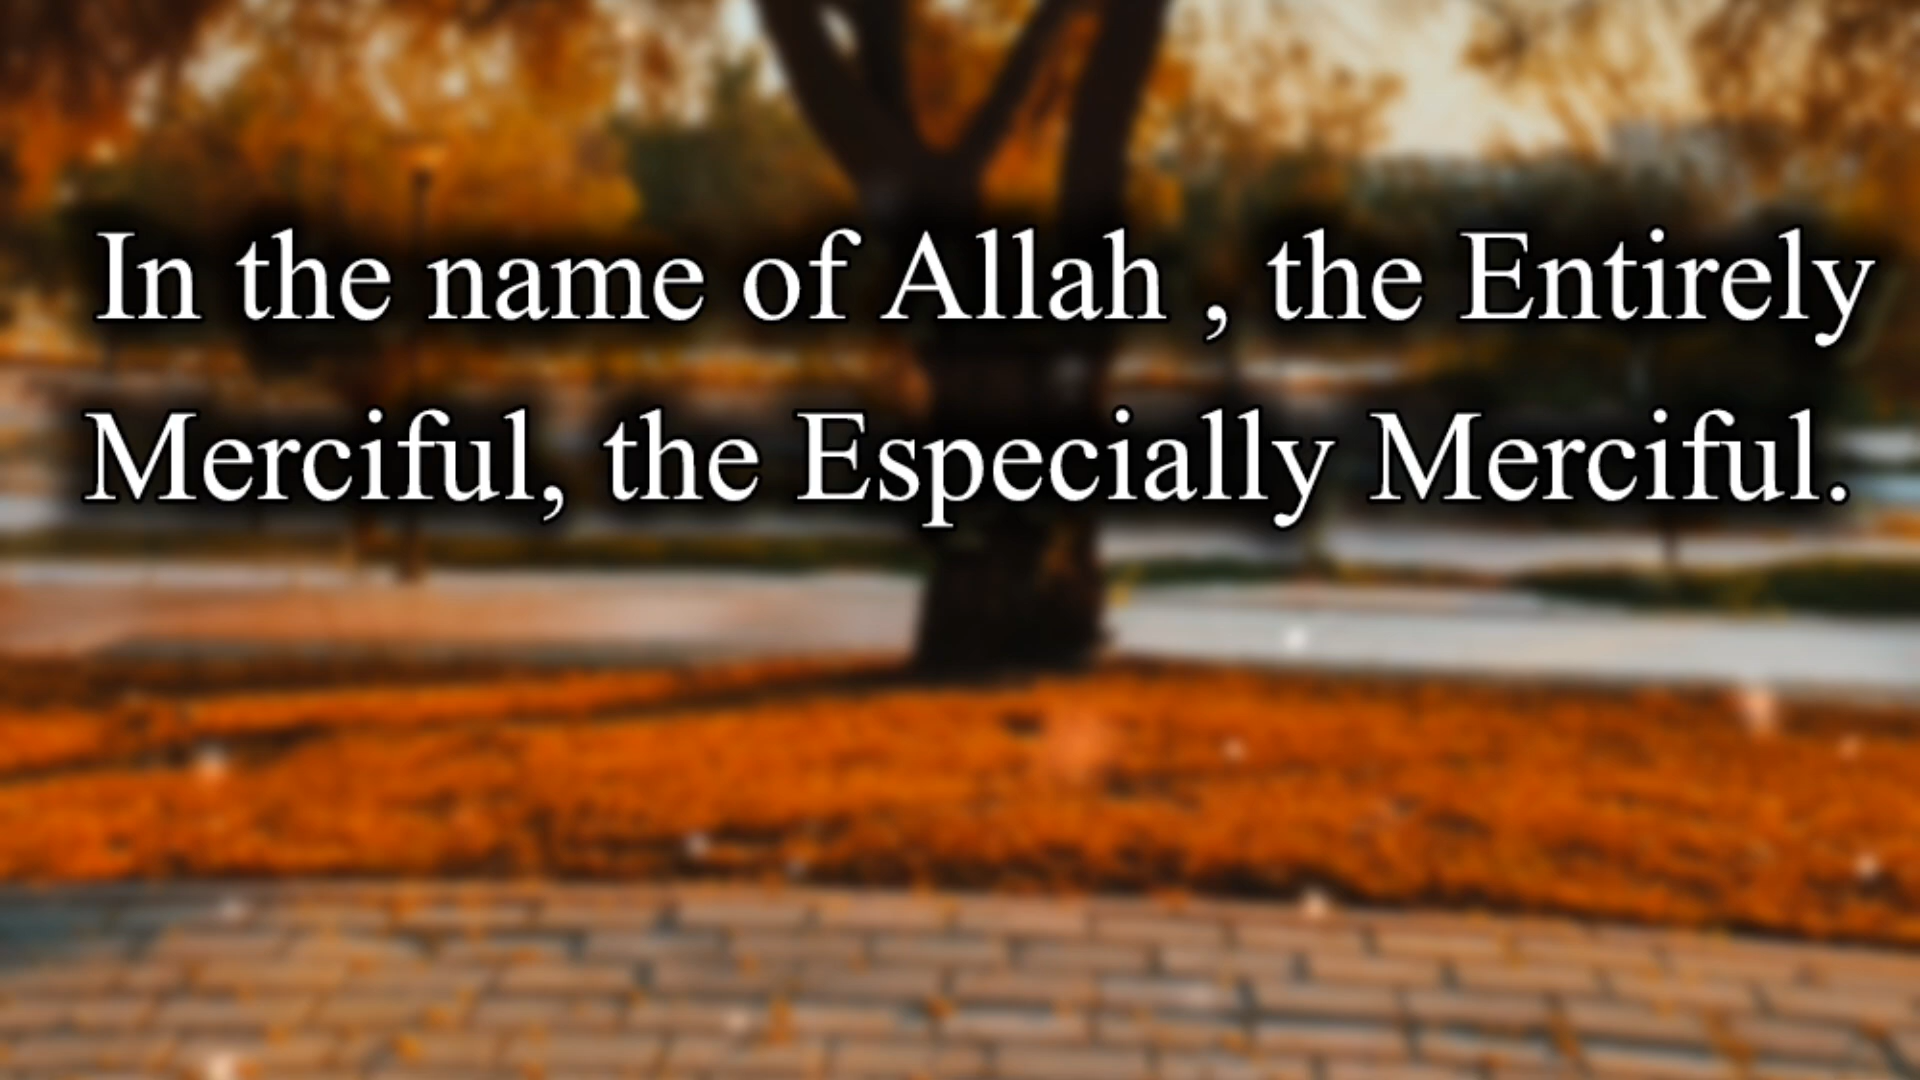 In the name of Allah , the Entirely
Merciful, the Especially Merciful.